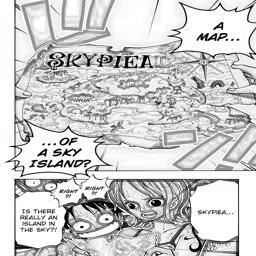 A
MAP...
SKYPIEA
...OF
A SKY
ISLAND?
RIGHT
?!
RIGHT
?!
SKYPIEA...
IS THERE
REALLY AN
ISLAND IN
THE SKY?!